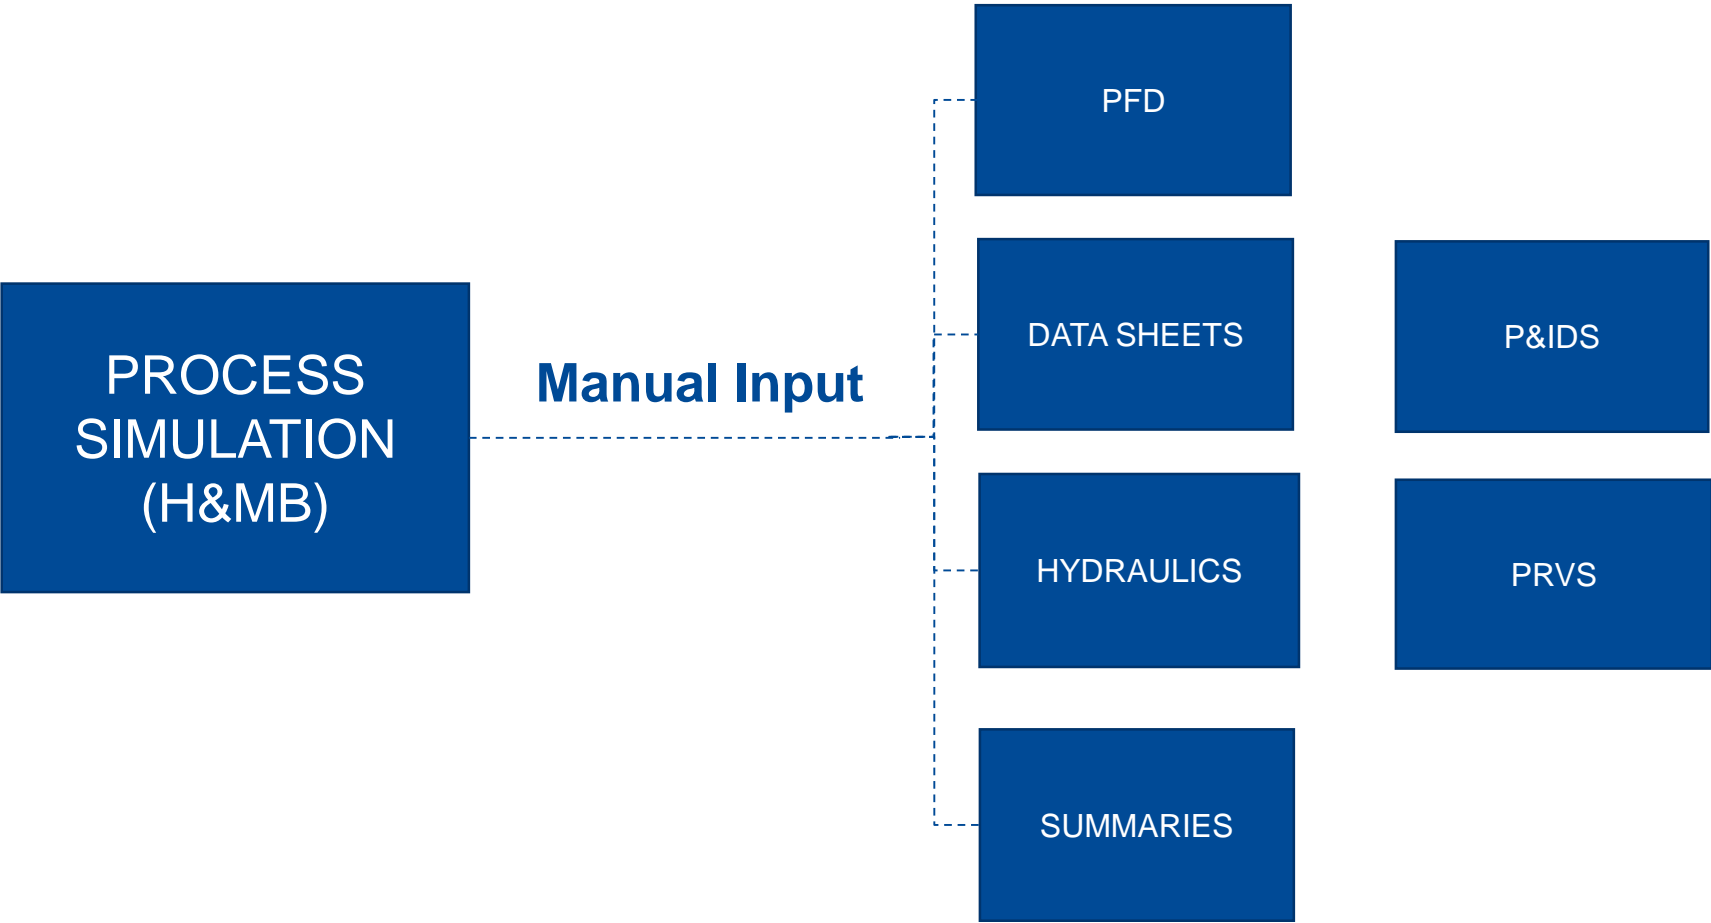 PROCESS
SIMULATION
(H&MB)
Manual Input
PFD
DATA SHEETS
HYDRAULICS
SUMMARIES
P&IDS
PRVS